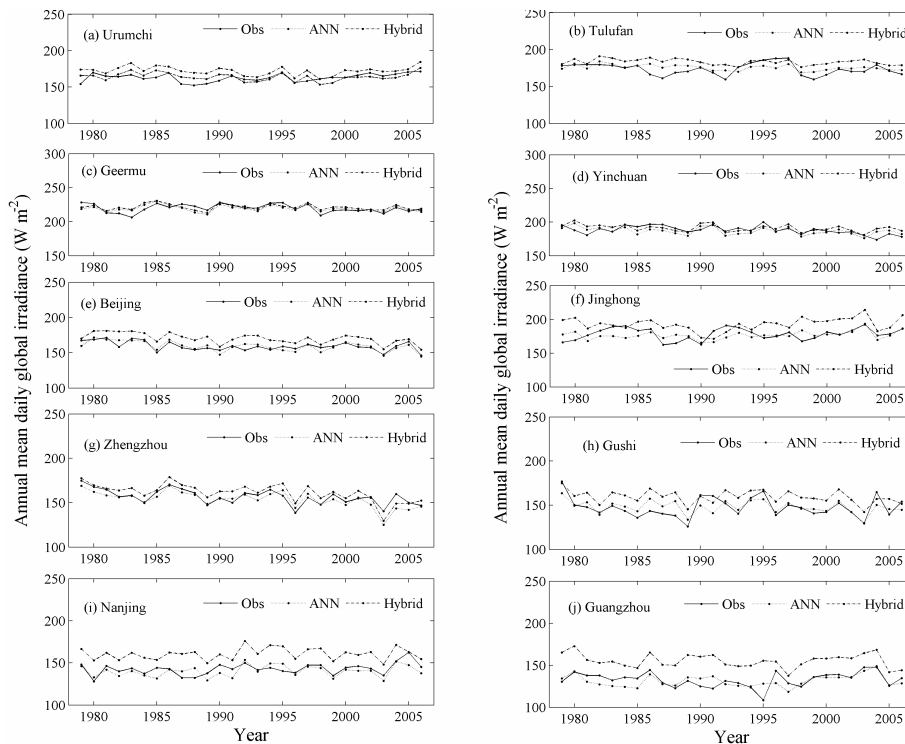 (a) Urumchi
Obs ANN Hybrid
250
200
150
100
1980 1985 1990 1995 2000 2005
(b) Tulufan
Obs ANN Hybrid
250
200
150
100
1980 1985 1990 1995 2000 2005
(c) Geermu
Obs ANN Hybrid
300
250
200
150
1980 1985 1990 1995 2000 2005
(d) Yinchuan
Obs ANN Hybrid
300
250
200
150
1980 1985 1990 1995 2000 2005
(e) Beijing
Obs ANN Hybrid
250
200
150
100
1980 1985 1990 1995 2000 2005
(f) Jinghong
Obs ANN Hybrid
250
200
150
100
1980 1985 1990 1995 2000 2005
(g) Zhengzhou
Obs ANN Hybrid
250
200
150
100
1980 1985 1990 1995 2000 2005
(h) Gushi
Obs ANN Hybrid
250
200
150
100
1980 1985 1990 1995 2000 2005
(i) Nanjing
Obs ANN Hybrid
250
200
150
100
1980 1985 1990 1995 2000 2005
(j) Guangzhou
Obs ANN Hybrid
250
200
150
100
1980 1985 1990 1995 2000 2005
Annual mean daily global irradiance (W m-2)
Annual mean daily global irradiance (W m-2)
Year
Year